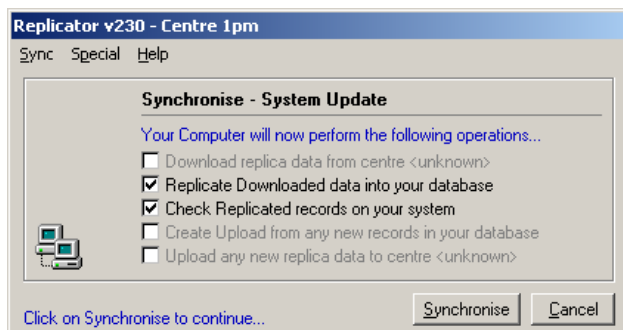 Replicator v230 - Centre 1pm
Sync Special Help
Synchronise - System Update
Your Computer will now perform the following operations...
Download replica data from centre <unknown>
Replicate Downloaded data into your database
Check Replicated records on your system
Create Upload from any new records in your database
Upload any new replica data to centre <unknown>
Click on Synchronise to continue...
Synchronise Cancel